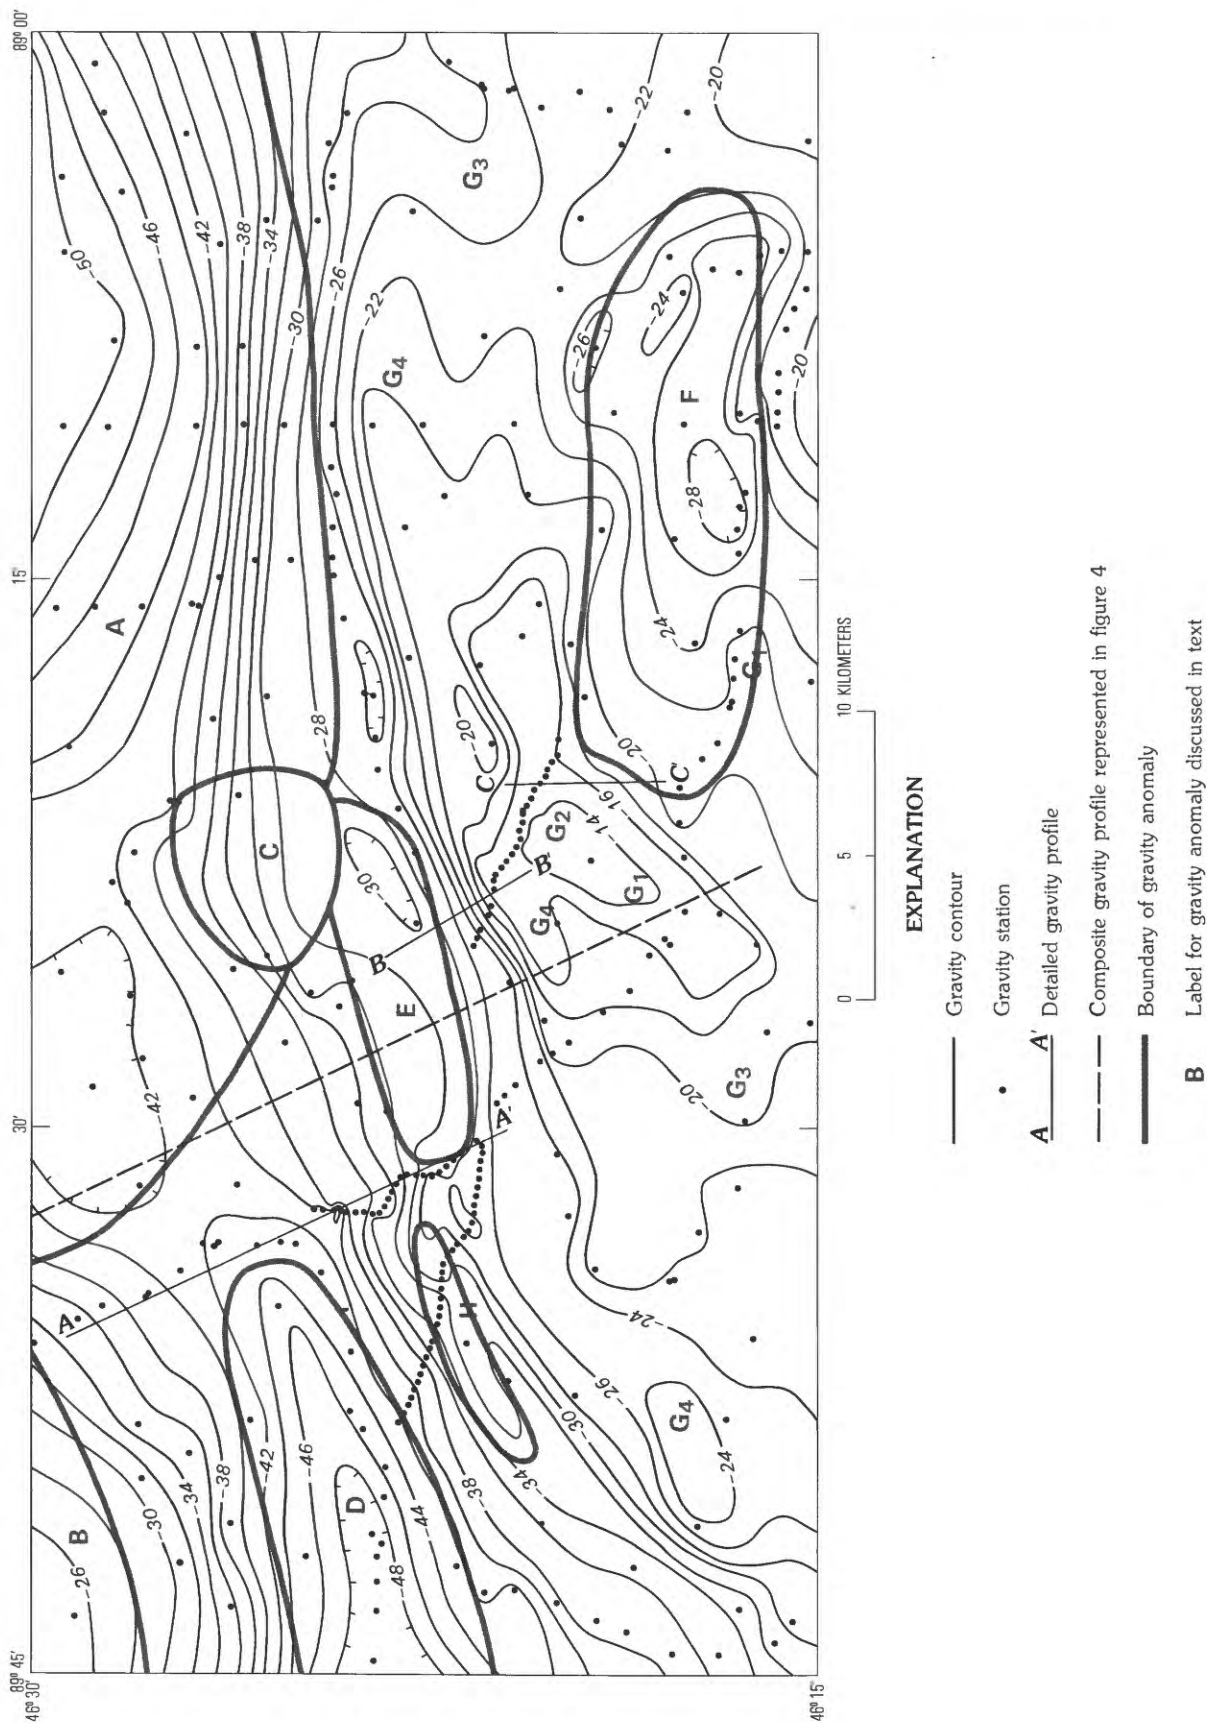 89° 45'
46° 30'
30'
15'
89° 00'
46° 15'
B
-26
-30
-34
-38
-42
-46
D
-44
-48
-38
-34
-30
-26
G4
-24
-24
H
A
A'
-42
E
B
B'
-30
C
-28
A
-50
-46
-42
-38
-34
-30
-26
-22
G4
G3
-22
-20
-20
C
G4
G1
G2
-14
-16
-20
C'
G3
-20
G1
-24
-28
F
-24
-26
-20
0 5 10 KILOMETERS
EXPLANATION
Gravity contour
Gravity station
A A' Detailed gravity profile
Composite gravity profile represented in figure 4
Boundary of gravity anomaly
B Label for gravity anomaly discussed in text